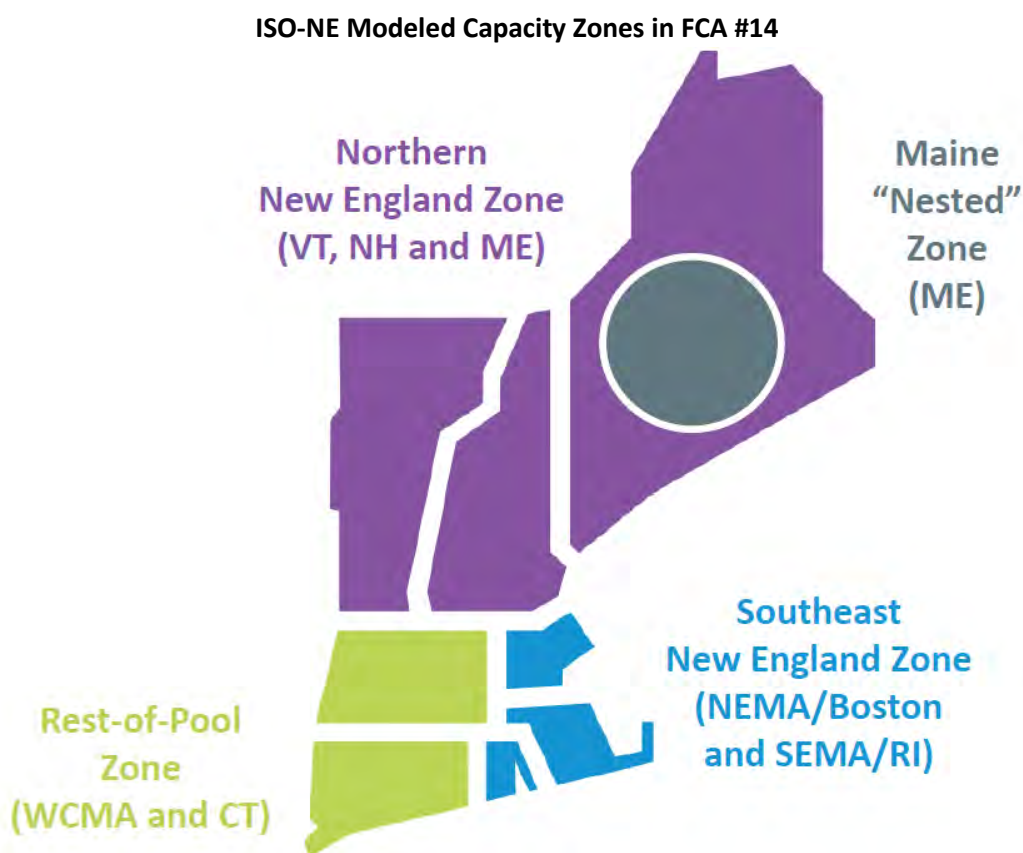 ISO-NE Modeled Capacity Zones in FCA #14
Northern
New England Zone
(VT, NH and ME)
Maine
“Nested”
Zone
(ME)
Southeast
New England Zone
(NEMA/Boston
and SEMA/RI)
Rest-of-Pool
Zone
(WCMA and CT)